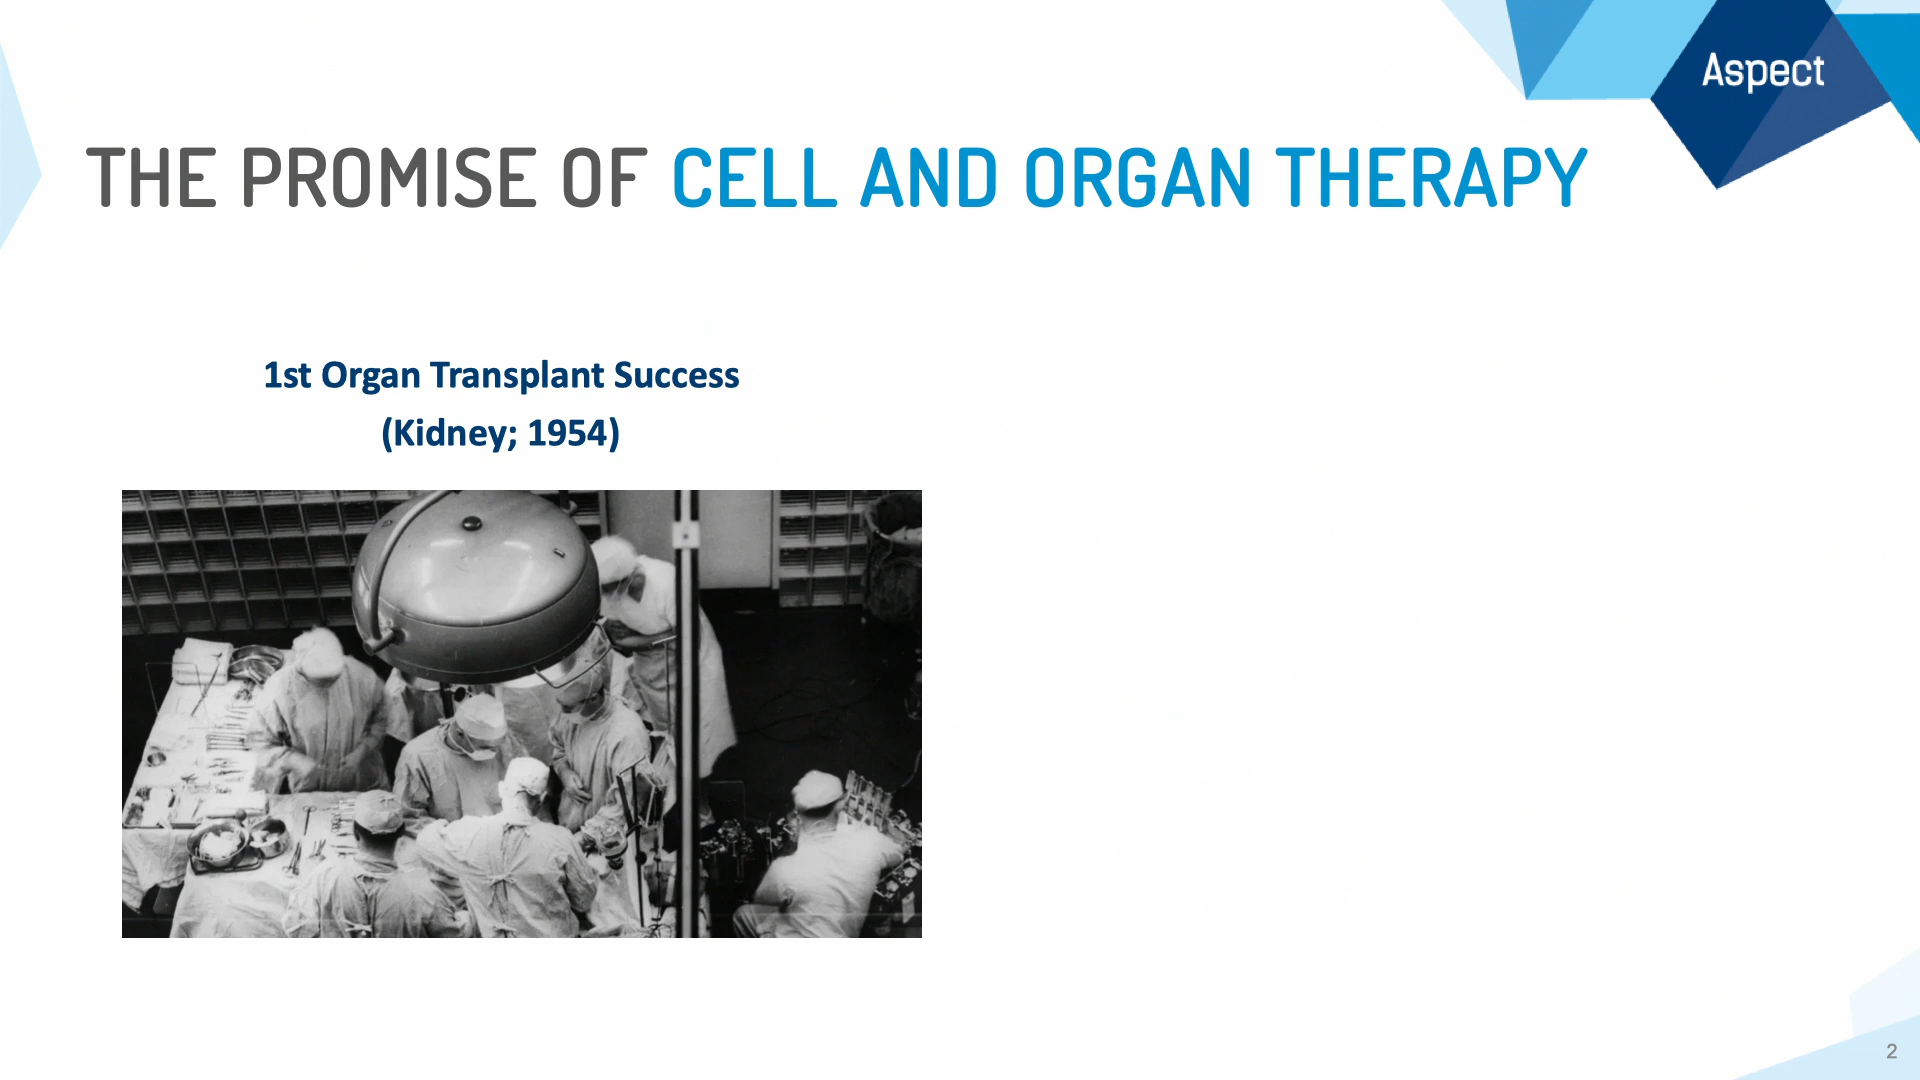 Aspect
THE PROMISE OF CELL AND ORGAN THERAPY
1st Organ Transplant Success
(Kidney; 1954)
2